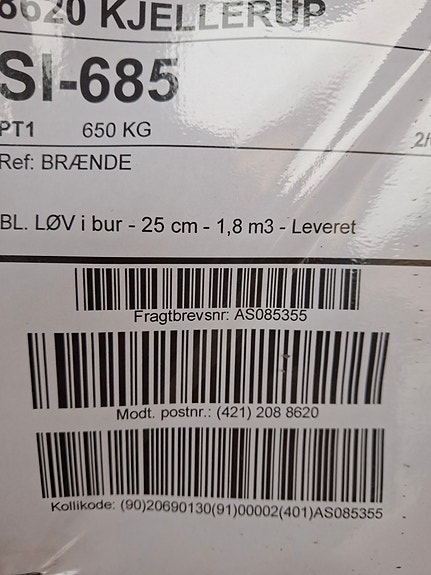 8620 KJELLERUP
SI-685
PT1 650 KG
Ref: BRÆNDE
BL. LØV i bur - 25 cm - 1,8 m3 - Leveret
Fragtbrevsnr: AS085355
Modt. postnr.: (421) 208 8620
Kollikode: (90)20690130(91)00002(401)AS085355